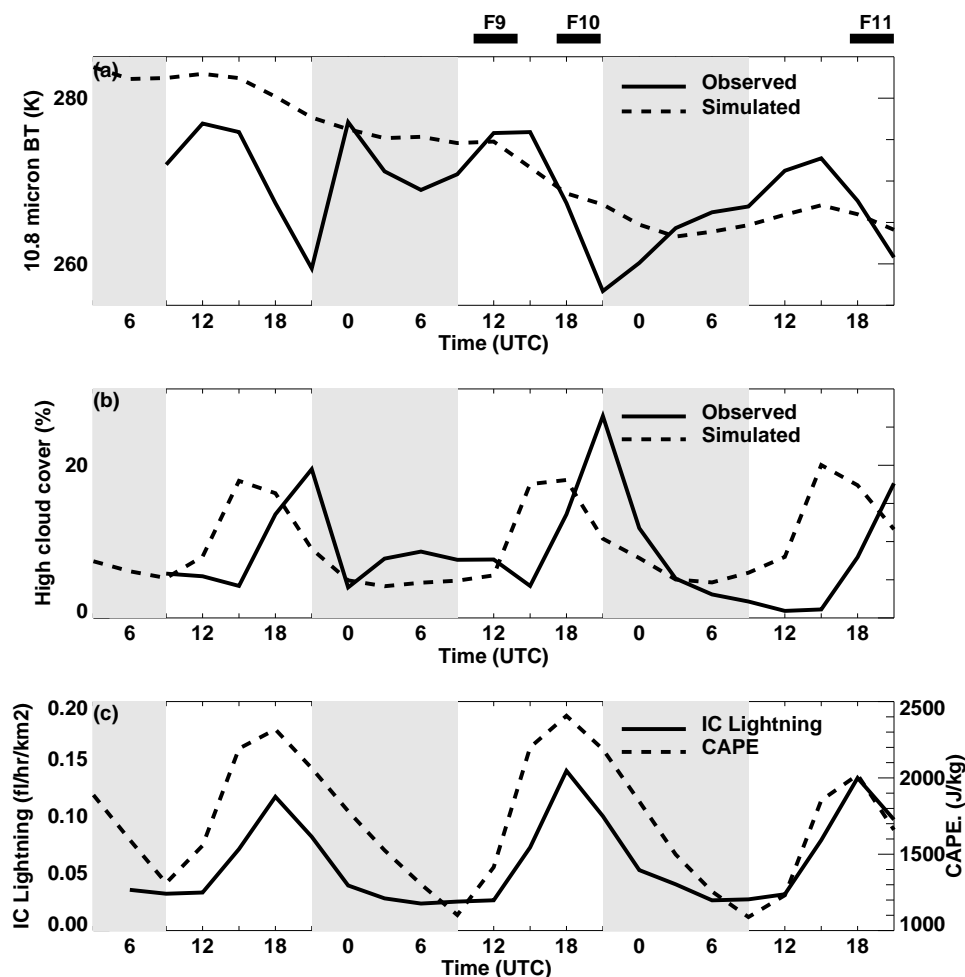 F9 F10 F11
(a)
Observed
Simulated
10.8 micron BT (K)
280
260
6 12 18 0 6 12 18 0 6 12 18
Time (UTC)
(b)
Observed
Simulated
High cloud cover (%)
20
0
6 12 18 0 6 12 18 0 6 12 18
Time (UTC)
(c)
IC Lightning
CAPE
IC Lightning (fl/hr/km2)
0.20
0.15
0.10
0.05
0.00
2500
2000
1500
1000
CAPE. (J/kg)
6 12 18 0 6 12 18 0 6 12 18
Time (UTC)